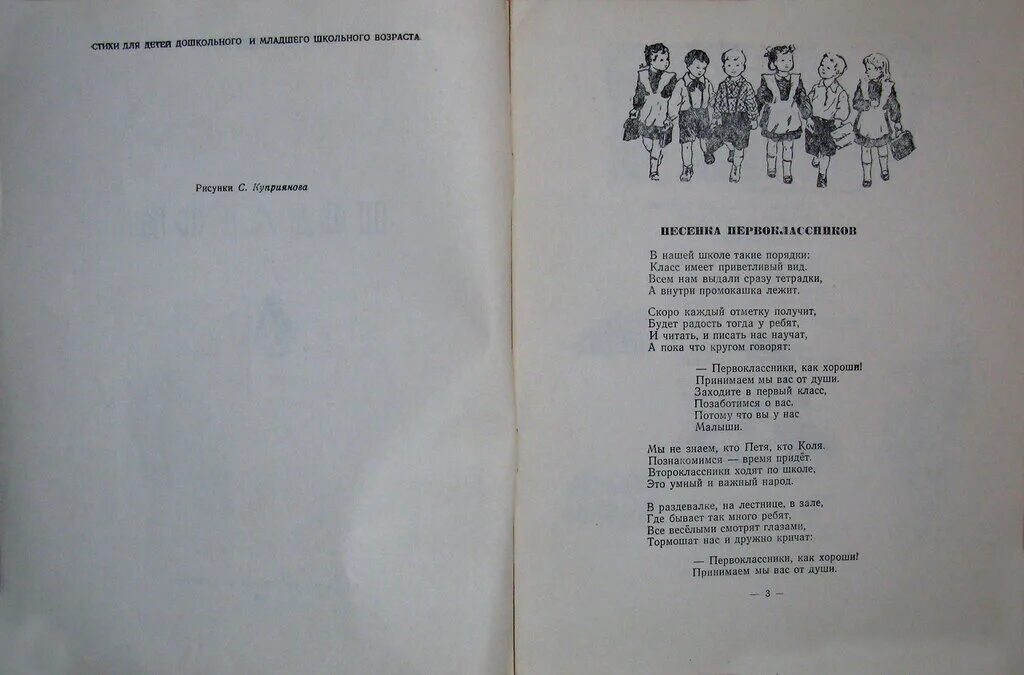 СТИХИ ДЛЯ ДЕТЕЙ ДОШКОЛЬНОГО И МЛАДШЕГО ШКОЛЬНОГО ВОЗРАСТА
Рисунки С. Куприянова
ПЕСЕНКА ПЕРВОКЛАССНИКОВ
В нашей школе такие порядки:
Класс имеет приветливый вид.
Всем нам выдали сразу тетрадки,
А внутри промокашка лежит.
Скоро каждый отметку получит,
Будет радость тогда у ребят,
И читать, и писать нас научат,
А пока что кругом говорят:
— Первоклассники, как хороши!
Принимаем мы вас от души.
Заходите в первый класс,
Позаботимся о вас.
Потому что вы у нас
Малыши.
Мы не знаем, кто Петя, кто Коля.
Познакомимся — время придёт.
Второклассники ходят по школе,
Это умный и важный народ.
В раздевалке, на лестнице, в зале,
Где бывает так много ребят,
Все весёлыми смотрят глазами,
Тормошат нас и дружно кричат:
— Первоклассники, как хороши!
Принимаем мы вас от души.
— 3 —